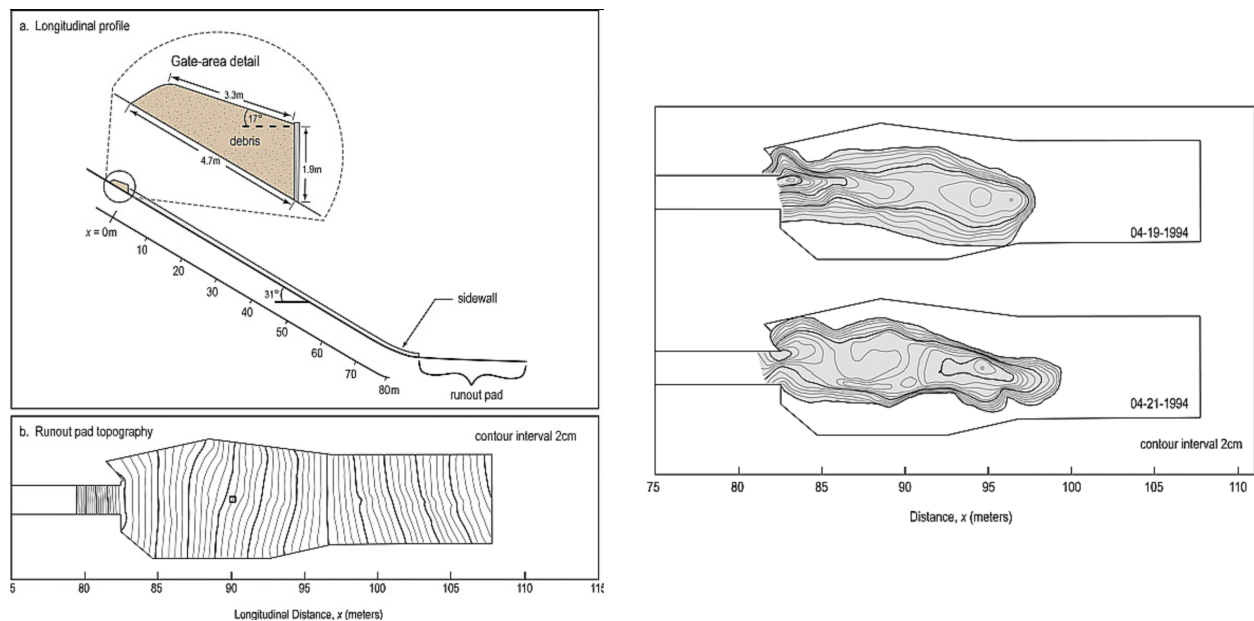 a. Longitudinal profile
Gate-area detail
3.3m
17°
debris
4.7m
1.9m
x = 0m
10
20
30
40
50
60
70
80m
31°
sidewall
runout pad
b. Runout pad topography
contour interval 2cm
5 80 85 90 95 100 105 110 115
Longitudinal Distance, x (meters)
04-19-1994
04-21-1994
contour interval 2cm
75 80 85 90 95 100 105 110
Distance, x (meters)